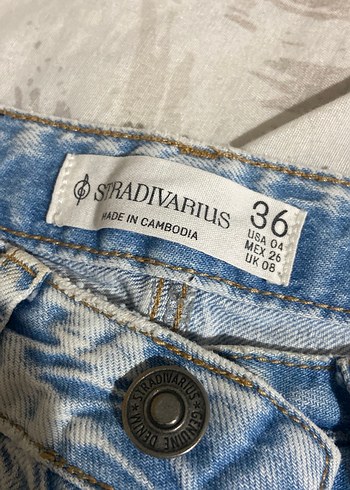 STRADIVARIUS
MADE IN CAMBODIA
36
USA 04
MEX 26
UK 08
STRADIVARIUS
GENUINE DENIM